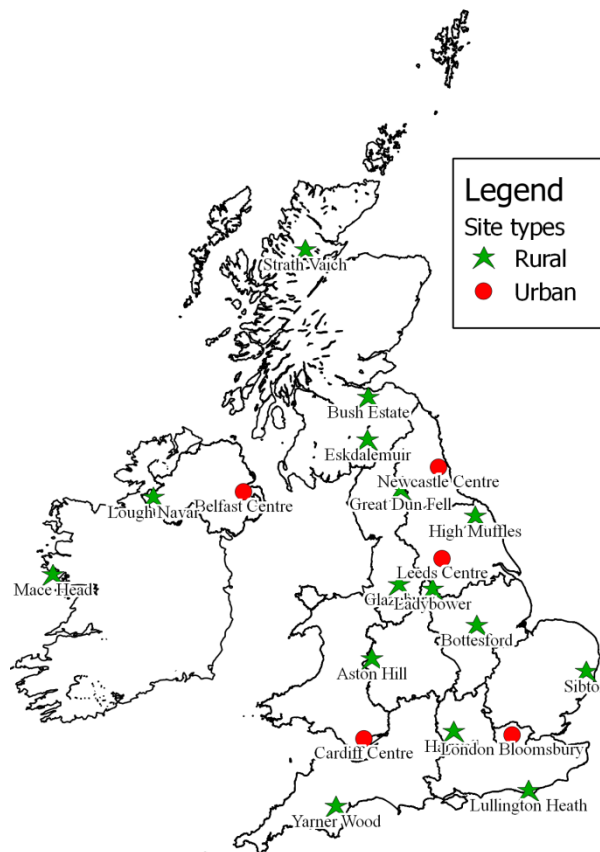 Legend
Site types
Rural
Urban
Strath Vaich
Bush Estate
Eskdalemuir
Newcastle Centre
Great Dun Fell
Lough Navar
Belfast Centre
High Muffles
Leeds Centre
Mace Head
Ladybower
Bottesford
Aston Hill
Sibto
Cardiff Centre
London Bloomsbury
Lullington Heath
Yarner Wood